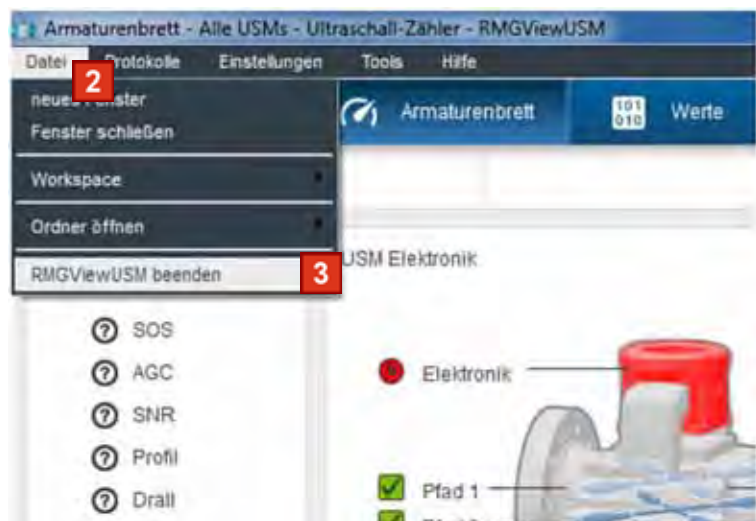 Armaturenbrett - Alle USMs - Ultraschall-Zähler - RMGViewUSM
Datei Protokolle Einstellungen Tools Hilfe
2
neues Fenster
Fenster schließen
Armaturenbrett
101
010
Werte
Workspace
Ordner öffnen
RMGViewUSM beenden
3
USM Elektronik
? SOS
? AGC
? SNR
? Profil
? Drall
Elektronik
Pfad 1